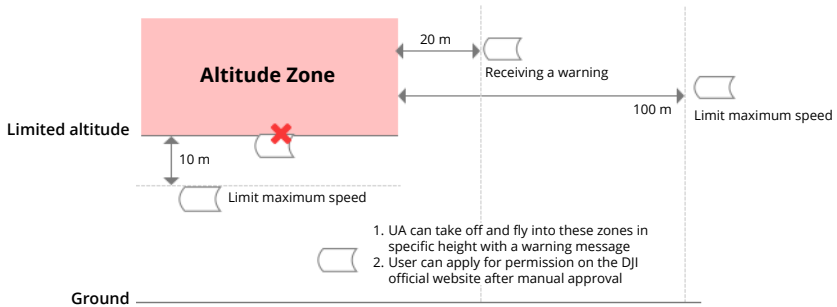 20 m
Altitude Zone
Receiving a warning
100 m
Limit maximum speed
Limited altitude
10 m
Limit maximum speed
1. UA can take off and fly into these zones in
specific height with a warning message
2. User can apply for permission on the DJI
official website after manual approval
Ground